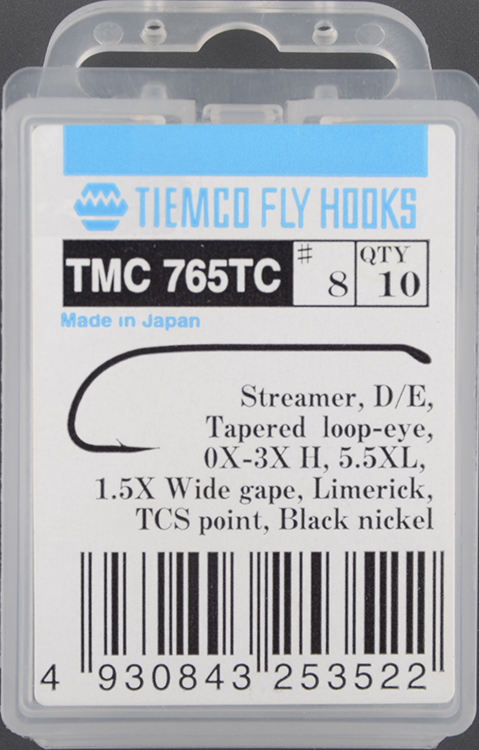 TIEMCO FLY HOOKS
TMC 765TC # 8 QTY 10
Made in Japan
Streamer, D/E,
Tapered loop-eye,
0X-3X H, 5.5XL,
1.5X Wide gape, Limerick,
TCS point, Black nickel
4 930843 253522